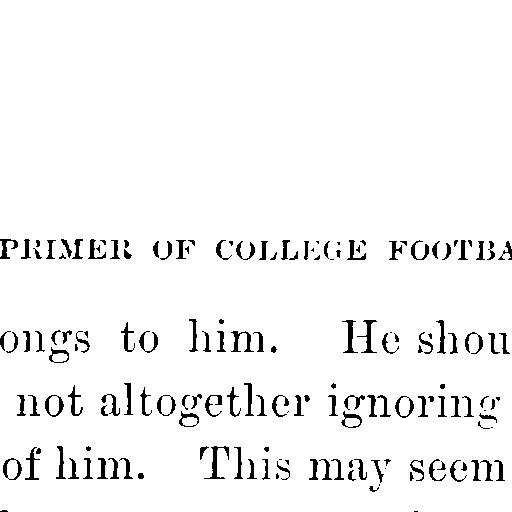 PRIMER OF COLLEGE FOOTBA
ongs to him. He shou
not altogether ignoring
of him. This may seem